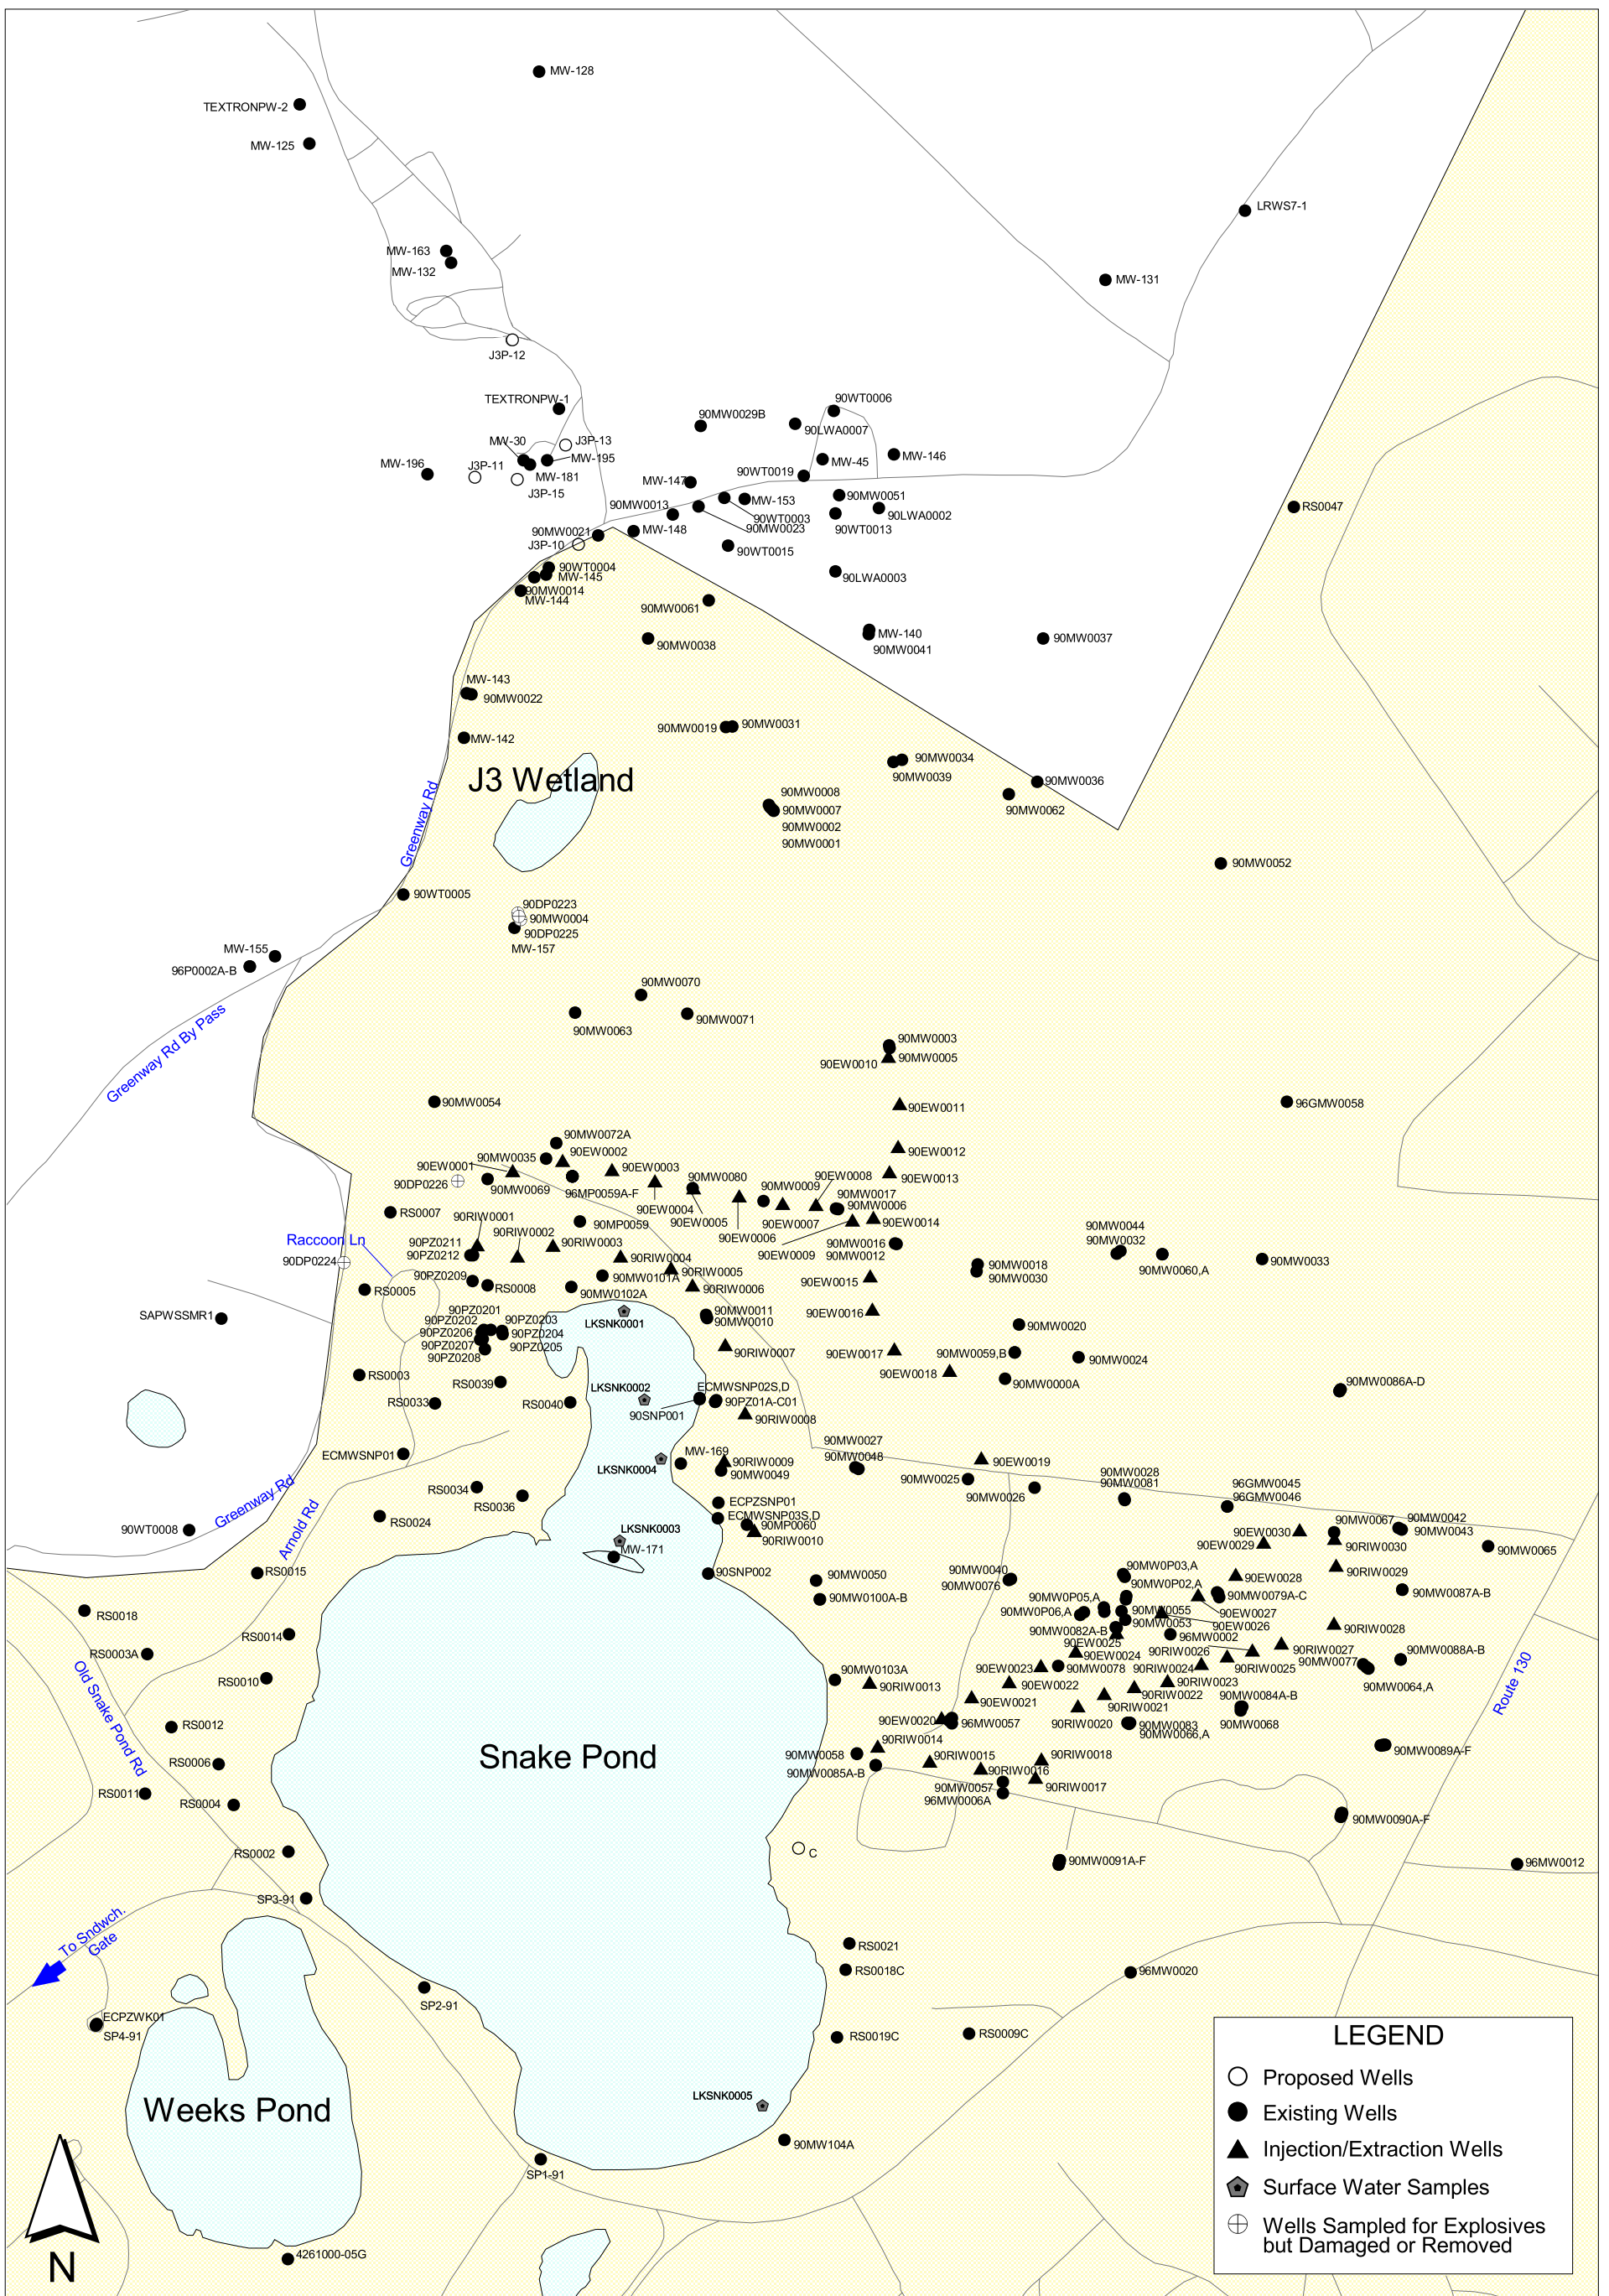 MW-128
TEXTRONPW-2
MW-125
LRWS7-1
MW-163
MW-132
MW-131
J3P-12
TEXTRONPW-1
90WT0006
90MW0029B
90LWA0007
J3P-13
MW-30
MW-195
MW-45
MW-146
MW-196
J3P-11
MW-181
90WT0019
MW-147
J3P-15
90MW0051
MW-153
90MW0013
90LWA0002
RS0047
90WT0003
90WT0013
90MW0023
90MW0021
MW-148
J3P-10
90WT0015
90WT0004
MW-145
90LWA0003
90MW0014
MW-144
90MW0061
MW-140
90MW0041
90MW0037
90MW0038
MW-143
90MW0022
90MW0019
90MW0031
MW-142
90MW0034
90MW0039
J3 Wetland
90MW0036
90MW0008
90MW0007
90MW0062
90MW0002
90MW0001
Greenway Rd
90MW0052
90WT0005
90DP0223
90MW0004
90DP0225
MW-157
MW-155
96P0002A-B
90MW0070
90MW0071
90MW0063
Greenway Rd By Pass
90MW0003
90MW0005
90EW0010
90MW0054
90EW0011
96GMW0058
90MW0072A
90EW0012
90MW0035
90EW0002
90EW0001
90EW0003
90EW0013
90DP0226
90MW0069
96MP0059A-F
90MW0080
90MW0009
90EW0008
90MW0017
90MW0006
RS0007
90RIW0001
90EW0004
90EW0005
90EW0007
90EW0014
90MP0059
90EW0006
90RIW0002
Raccoon Ln
90PZ0211
90PZ0212
90RIW0003
90RIW0004
90EW0009
90MW0016
90MW0012
90MW0044
90MW0032
90MW0033
90DP0224
90MW0060,A
90PZ0209
RS0008
90MW0101A
90RIW0005
90MW0018
90MW0030
RS0005
90MW0102A
90RIW0006
90EW0015
SAPWSSMR1
90PZ0201
90PZ0202
90PZ0203
90PZ0206
90PZ0204
90PZ0207
90PZ0205
90PZ0208
LKSNK0001
90MW0011
90MW0010
90EW0016
90MW0020
90RIW0007
90EW0017
90MW0059,B
90MW0024
RS0003
RS0039
90EW0018
90MW0000A
90MW0086A-D
RS0033
RS0040
LKSNK0002
ECMWSNP02S,D
90PZ01A-C01
90SNP001
90RIW0008
ECMWSNP01
MW-169
90MW0027
90MW0048
LKSNK0004
90RIW0009
90MW0049
90EW0019
90MW0025
90MW0028
90MW0081
RS0034
RS0036
90MW0026
96GMW0045
96GMW0046
Greenway Rd
Arnold Rd
RS0024
ECPZSNP01
ECMWSNP03S,D
90WT0008
LKSNK0003
90MP0060
90RIW0010
90EW0030
90MW0067
90MW0042
90MW0043
90EW0029
90RIW0030
90MW0065
MW-171
RS0015
90SNP002
90MW0050
90MW0040
90MW0076
90MW0P03,A
90EW0028
90RIW0029
90MW0P02,A
90MW0079A-C
90MW0087A-B
90MW0100A-B
90MW0P05,A
RS0018
90MW0P06,A
90MW0055
90EW0027
90MW0053
90EW0026
RS0014
90MW0082A-B
90RIW0028
90EW0025
96MW0002
RS0003A
90EW0024
90RIW0026
90RIW0027
90MW0088A-B
Old Snake Pond Rd
RS0010
90EW0023
90MW0078
90RIW0024
90RIW0025
90MW0077
90MW0103A
90RIW0013
90EW0022
90RIW0023
90MW0064,A
Route 130
90EW0021
90RIW0022
90MW0084A-B
RS0012
90EW0020
96MW0057
90RIW0020
90RIW0021
90MW0068
90MW0083
90MW0066,A
Snake Pond
RS0006
90MW0058
90RIW0014
90RIW0015
90RIW0018
90MW0089A-F
90MW0085A-B
90RIW0016
RS0011
RS0004
90MW0057
90RIW0017
96MW0006A
90MW0090A-F
RS0002
C
90MW0091A-F
96MW0012
SP3-91
To Sndwch.
Gate
RS0021
RS0018C
96MW0020
SP2-91
ECPZWK01
SP4-91
RS0019C
RS0009C
LKSNK0005
Weeks Pond
90MW104A
SP1-91
4261000-05G
N
LEGEND
Proposed Wells
Existing Wells
Injection/Extraction Wells
Surface Water Samples
Wells Sampled for Explosives
but Damaged or Removed